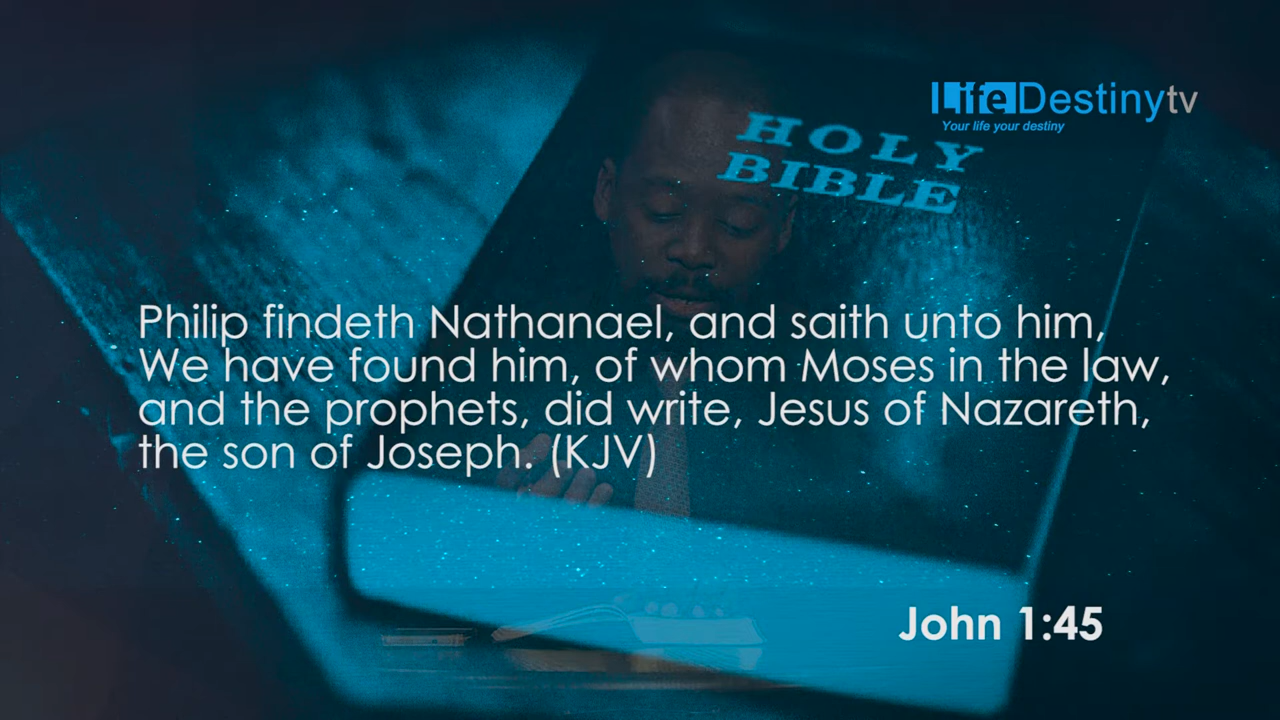 LifeDestinytv
Your life your destiny
HOLY
BIBLE
Philip findeth Nathanael, and saith unto him,
We have found him, of whom Moses in the law,
and the prophets, did write, Jesus of Nazareth,
the son of Joseph. (KJV)
John 1:45